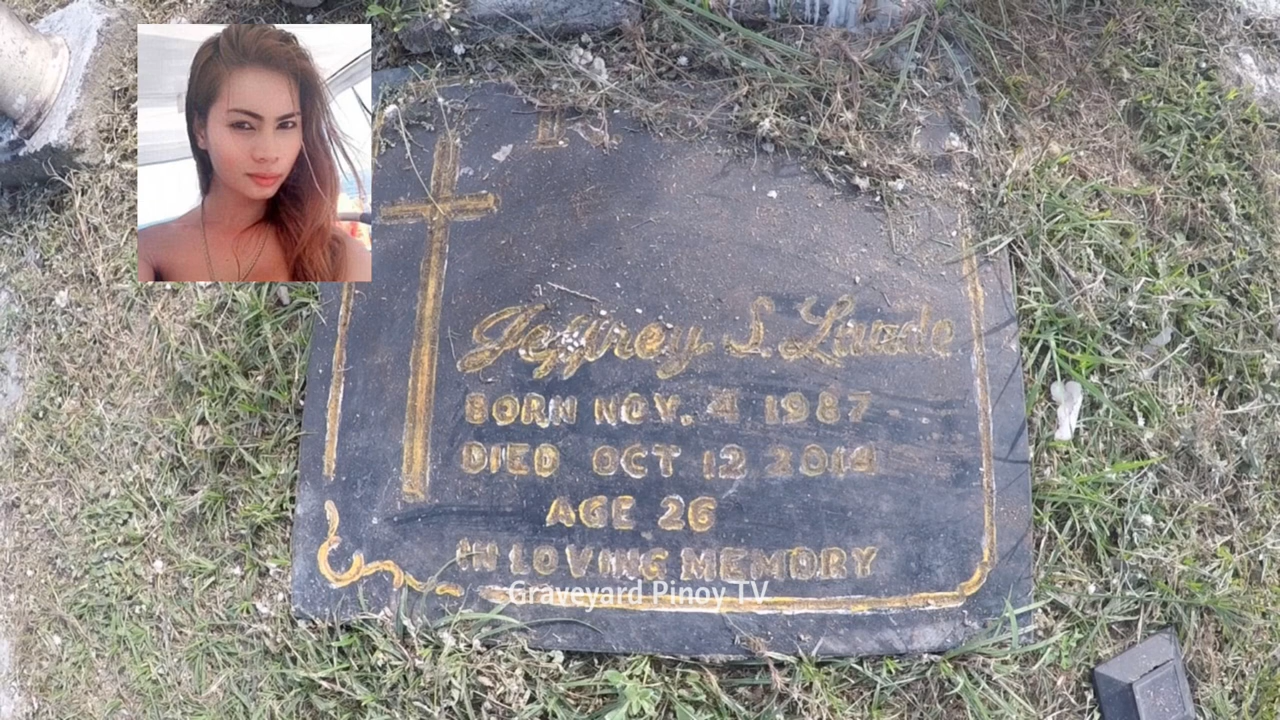 Jeffrey S. Laude
BORN NOV. 4 1987
DIED OCT 12 2014
AGE 26
IN LOVING MEMORY
Graveyard Pinoy TV